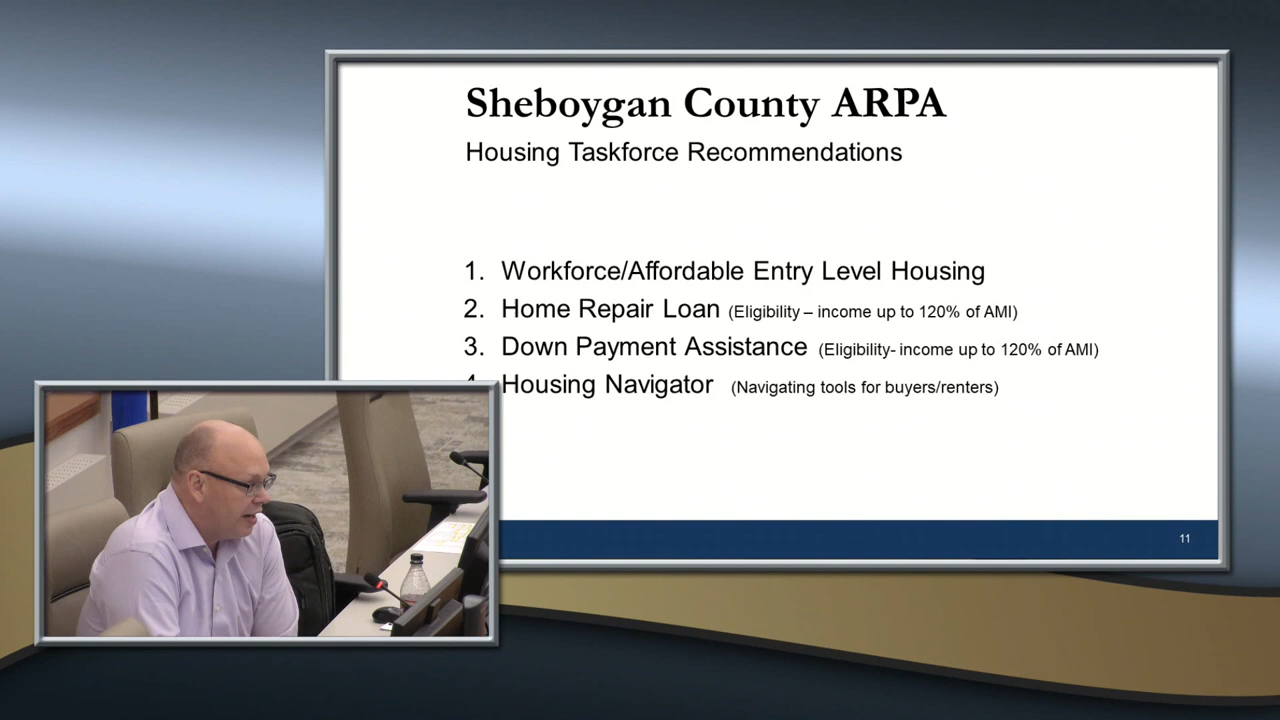 Sheboygan County ARPA
Housing Taskforce Recommendations
1. Workforce/Affordable Entry Level Housing
2. Home Repair Loan (Eligibility – income up to 120% of AMI)
3. Down Payment Assistance (Eligibility- income up to 120% of AMI)
Housing Navigator (Navigating tools for buyers/renters)
11